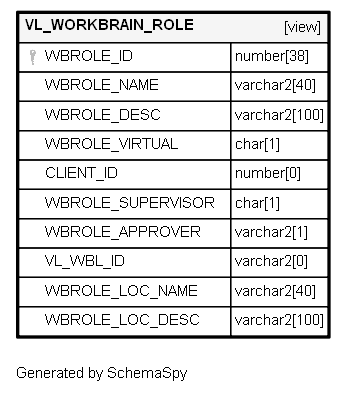 VL_WORKBRAIN_ROLE [view]
WBROLE_ID number[38]
WBROLE_NAME varchar2[40]
WBROLE_DESC varchar2[100]
WBROLE_VIRTUAL char[1]
CLIENT_ID number[0]
WBROLE_SUPERVISOR char[1]
WBROLE_APPROVER varchar2[1]
VL_WBL_ID varchar2[0]
WBROLE_LOC_NAME varchar2[40]
WBROLE_LOC_DESC varchar2[100]
Generated by SchemaSpy